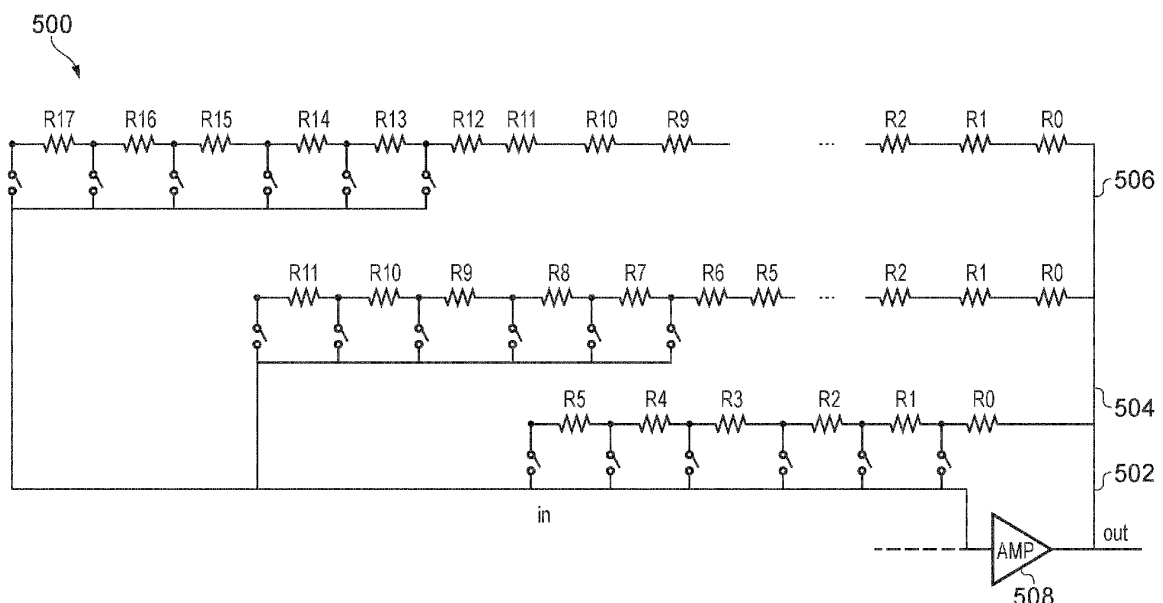 500
R17 R16 R15 R14 R13 R12 R11 R10 R9 ... R2 R1 R0
506
R11 R10 R9 R8 R7 R6 R5 ... R2 R1 R0
504
R5 R4 R3 R2 R1 R0
502
in
out
AMP
508